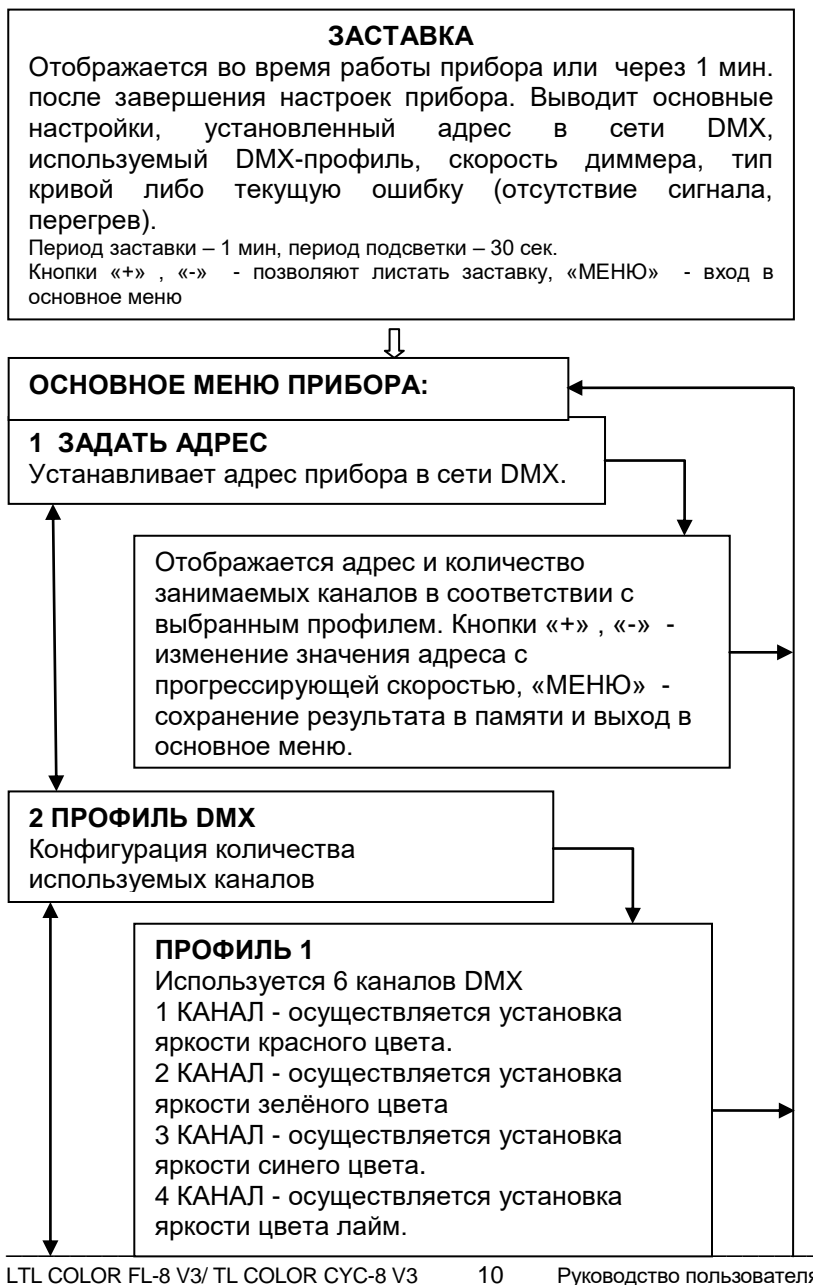 ЗАСТАВКА
Отображается во время работы прибора или через 1 мин.
после завершения настроек прибора. Выводит основные
настройки, установленный адрес в сети DMX,
используемый DMX-профиль, скорость диммера, тип
кривой либо текущую ошибку (отсутствие сигнала,
перегрев).
Период заставки – 1 мин, период подсветки – 30 сек.
Кнопки «+» , «-» - позволяют листать заставку, «МЕНЮ» - вход в
основное меню
ОСНОВНОЕ МЕНЮ ПРИБОРА:
1 ЗАДАТЬ АДРЕС
Устанавливает адрес прибора в сети DMX.
Отображается адрес и количество
занимаемых каналов в соответствии с
выбранным профилем. Кнопки «+» , «-» -
изменение значения адреса с
прогрессирующей скоростью, «МЕНЮ» -
сохранение результата в памяти и выход в
основное меню.
2 ПРОФИЛЬ DMX
Конфигурация количества
используемых каналов
ПРОФИЛЬ 1
Используется 6 каналов DMX
1 КАНАЛ - осуществляется установка
яркости красного цвета.
2 КАНАЛ - осуществляется установка
яркости зелёного цвета
3 КАНАЛ - осуществляется установка
яркости синего цвета.
4 КАНАЛ - осуществляется установка
яркости цвета лайм.
LTL COLOR FL-8 V3/ TL COLOR CYC-8 V3 10 Руководство пользователя